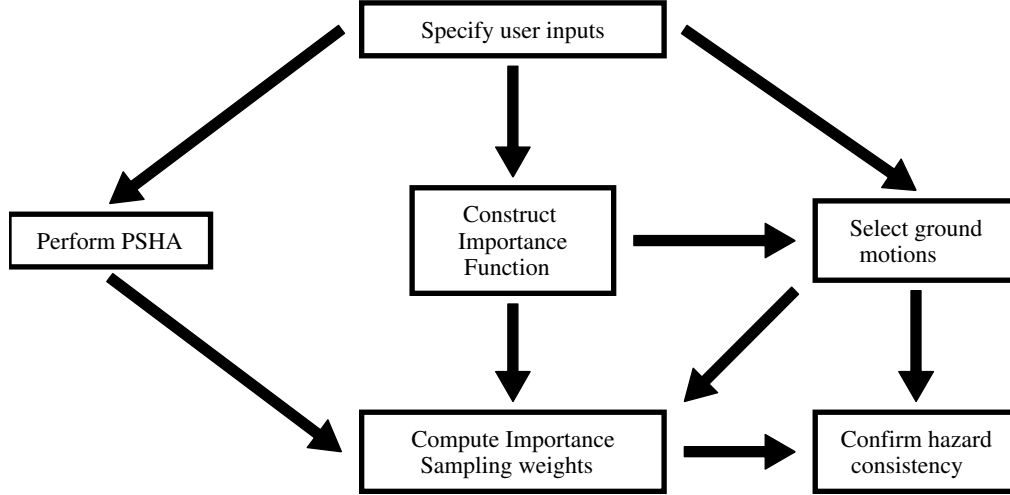 Specify user inputs
Perform PSHA
Construct
Importance
Function
Select ground
motions
Compute Importance
Sampling weights
Confirm hazard
consistency